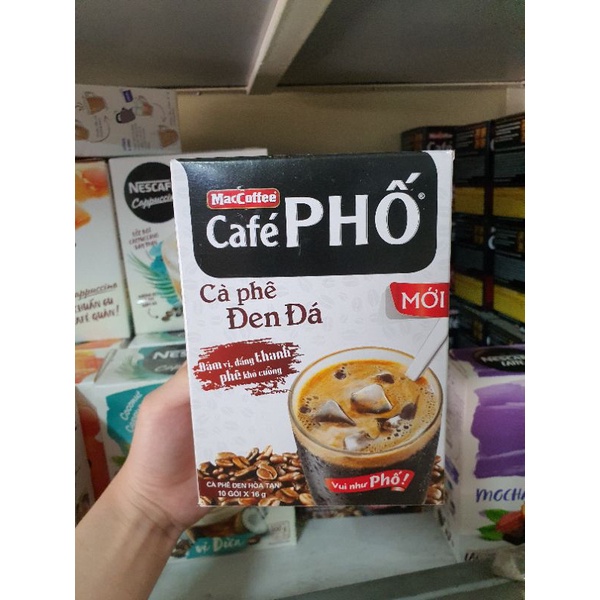 MacCoffee
Café PHỐ®
Cà phê
Đen Đá
MỚI
Đậm vị, đắng thanh
phê khó cưỡng
CÀ PHÊ ĐEN HÒA TAN
10 GÓI X 16 g
Vui như Phố!
NESCAFÉ
Cappuccino
MOCHA